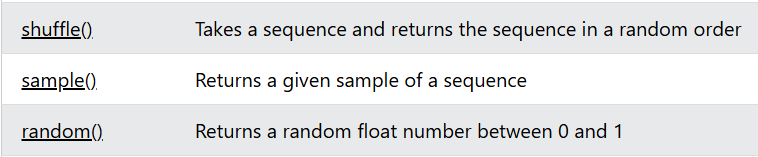 shuffle() Takes a sequence and returns the sequence in a random order
sample() Returns a given sample of a sequence
random() Returns a random float number between 0 and 1